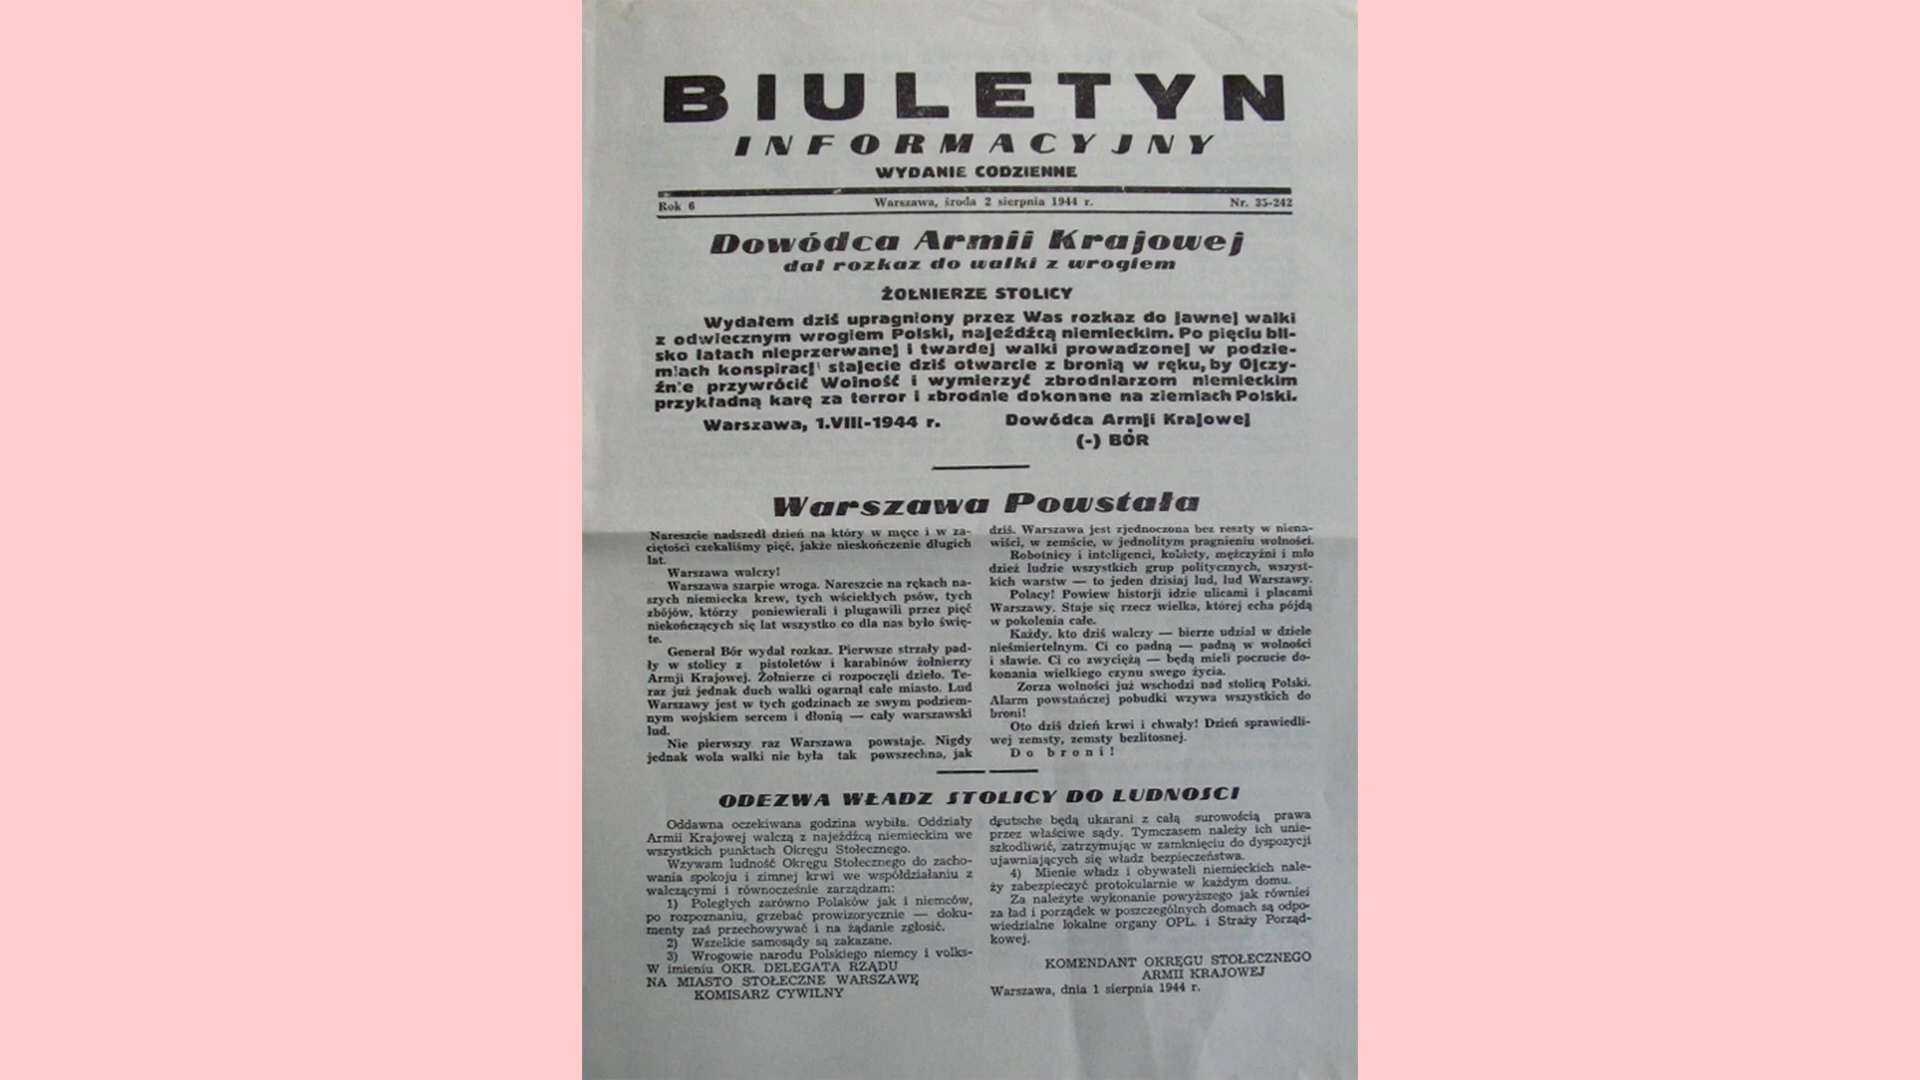 BIULETYN
INFORMACYJNY
WYDANIE CODZIENNE
Rok 6 Warszawa, środa 2 sierpnia 1944 r. Nr. 35-242
Dowódca Armii Krajowej
dał rozkaz do walki z wrogiem
ŻOŁNIERZE STOLICY
Wydałem dziś upragniony przez Was rozkaz do jawnej walki
z odwiecznym wrogiem Polski, najeźdźcą niemieckim. Po pięciu bli-
sko latach nieprzerwanej i twardej walki prowadzonej w podzie-
miach konspiracji stajecie dziś otwarcie z bronią w ręku, by Ojczy-
źnie przywrócić Wolność i wymierzyć zbrodniarzom niemieckim
przykładną karę za terror i zbrodnie dokonane na ziemiach Polski.
Warszawa, 1.VIII-1944 r. Dowódca Armji Krajowej
(-) BÓR
Warszawa Powstała
Nareszcie nadszedł dzień na który w męce i w za-
ciętości czekaliśmy pięć, jakże nieskończenie długich
lat.
Warszawa walczy!
Warszawa szarpie wroga. Nareszcie na rękach na-
szych niemiecka krew, tych wściekłych psów, tych
zbójów, którzy poniewierali i plugawili przez pięć
niekończących się lat wszystko co dla nas było świę-
te.
Generał Bór wydał rozkaz. Pierwsze strzały pad-
ły w stolicy z pistoletów i karabinów żołnierzy
Armji Krajowej. Żołnierze ci rozpoczęli dzieło. Te-
raz już jednak duch walki ogarnął całe miasto. Lud
Warszawy jest w tych godzinach ze swym podziem-
nym wojskiem sercem i dłonią — cały warszawski
lud.
Nie pierwszy raz Warszawa powstaje. Nigdy
jednak wola walki nie była tak powszechna, jak
dziś. Warszawa jest zjednoczona bez reszty w niena-
wiści, w zemście, w jednolitym pragnieniu wolności.
Robotnicy i inteligenci, kobiety, mężczyźni i mło
dzież ludzie wszystkich grup politycznych, wszyst-
kich warstw — to jeden dzisiaj lud, lud Warszawy.
Polacy! Powiew historji idzie ulicami i placami
Warszawy. Staje się rzecz wielka, której echa pójdą
w pokolenia całe.
Każdy, kto dziś walczy — bierze udział w dziele
nieśmiertelnym. Ci co padną — padną w wolności
i sławie. Ci co zwyciężą — będą mieli poczucie do-
konania wielkiego czynu swego życia.
Zorza wolności już wschodzi nad stolicą Polski.
Alarm powstańczej pobudki wzywa wszystkich do
broni!
Oto dziś dzień krwi i chwały! Dzień sprawiedli-
wej zemsty, zemsty bezlitosnej.
Do broni!
ODEZWA WŁADZ STOLICY DO LUDNOSCI
Oddawna oczekiwana godzina wybiła. Oddziały
Armii Krajowej walczą z najeźdźcą niemieckim we
wszystkich punktach Okręgu Stołecznego.
Wzywam ludność Okręgu Stołecznego do zacho-
wania spokoju i zimnej krwi we współdziałaniu z
walczącymi i równocześnie zarządzam:
1) Poległych zarówno Polaków jak i niemców,
po rozpoznaniu, grzebać prowizorycznie — doku-
menty zaś przechowywać i na żądanie zgłosić.
2) Wszelkie samosądy są zakazane.
3) Wrogowie narodu Polskiego niemcy i volks-
W imieniu OKR. DELEGATA RZĄDU
NA MIASTO STOŁECZNE WARSZAWĘ
KOMISARZ CYWILNY
deutsche będą ukarani z całą surowością prawa
przez właściwe sądy. Tymczasem należy ich unie-
szkodliwić, zatrzymując w zamknięciu do dyspozycji
ujawniających się władz bezpieczeństwa.
4) Mienie władz i obywateli niemieckich nale-
ży zabezpieczyć protokularnie w każdym domu.
Za należyte wykonanie powyższego jak również
za ład i porządek w poszczególnych domach są odpo-
wiedzialne lokalne organy OPL. i Straży Porząd-
kowej.
KOMENDANT OKRĘGU STOŁECZNEGO
ARMII KRAJOWEJ
Warszawa, dnia 1 sierpnia 1944 r.